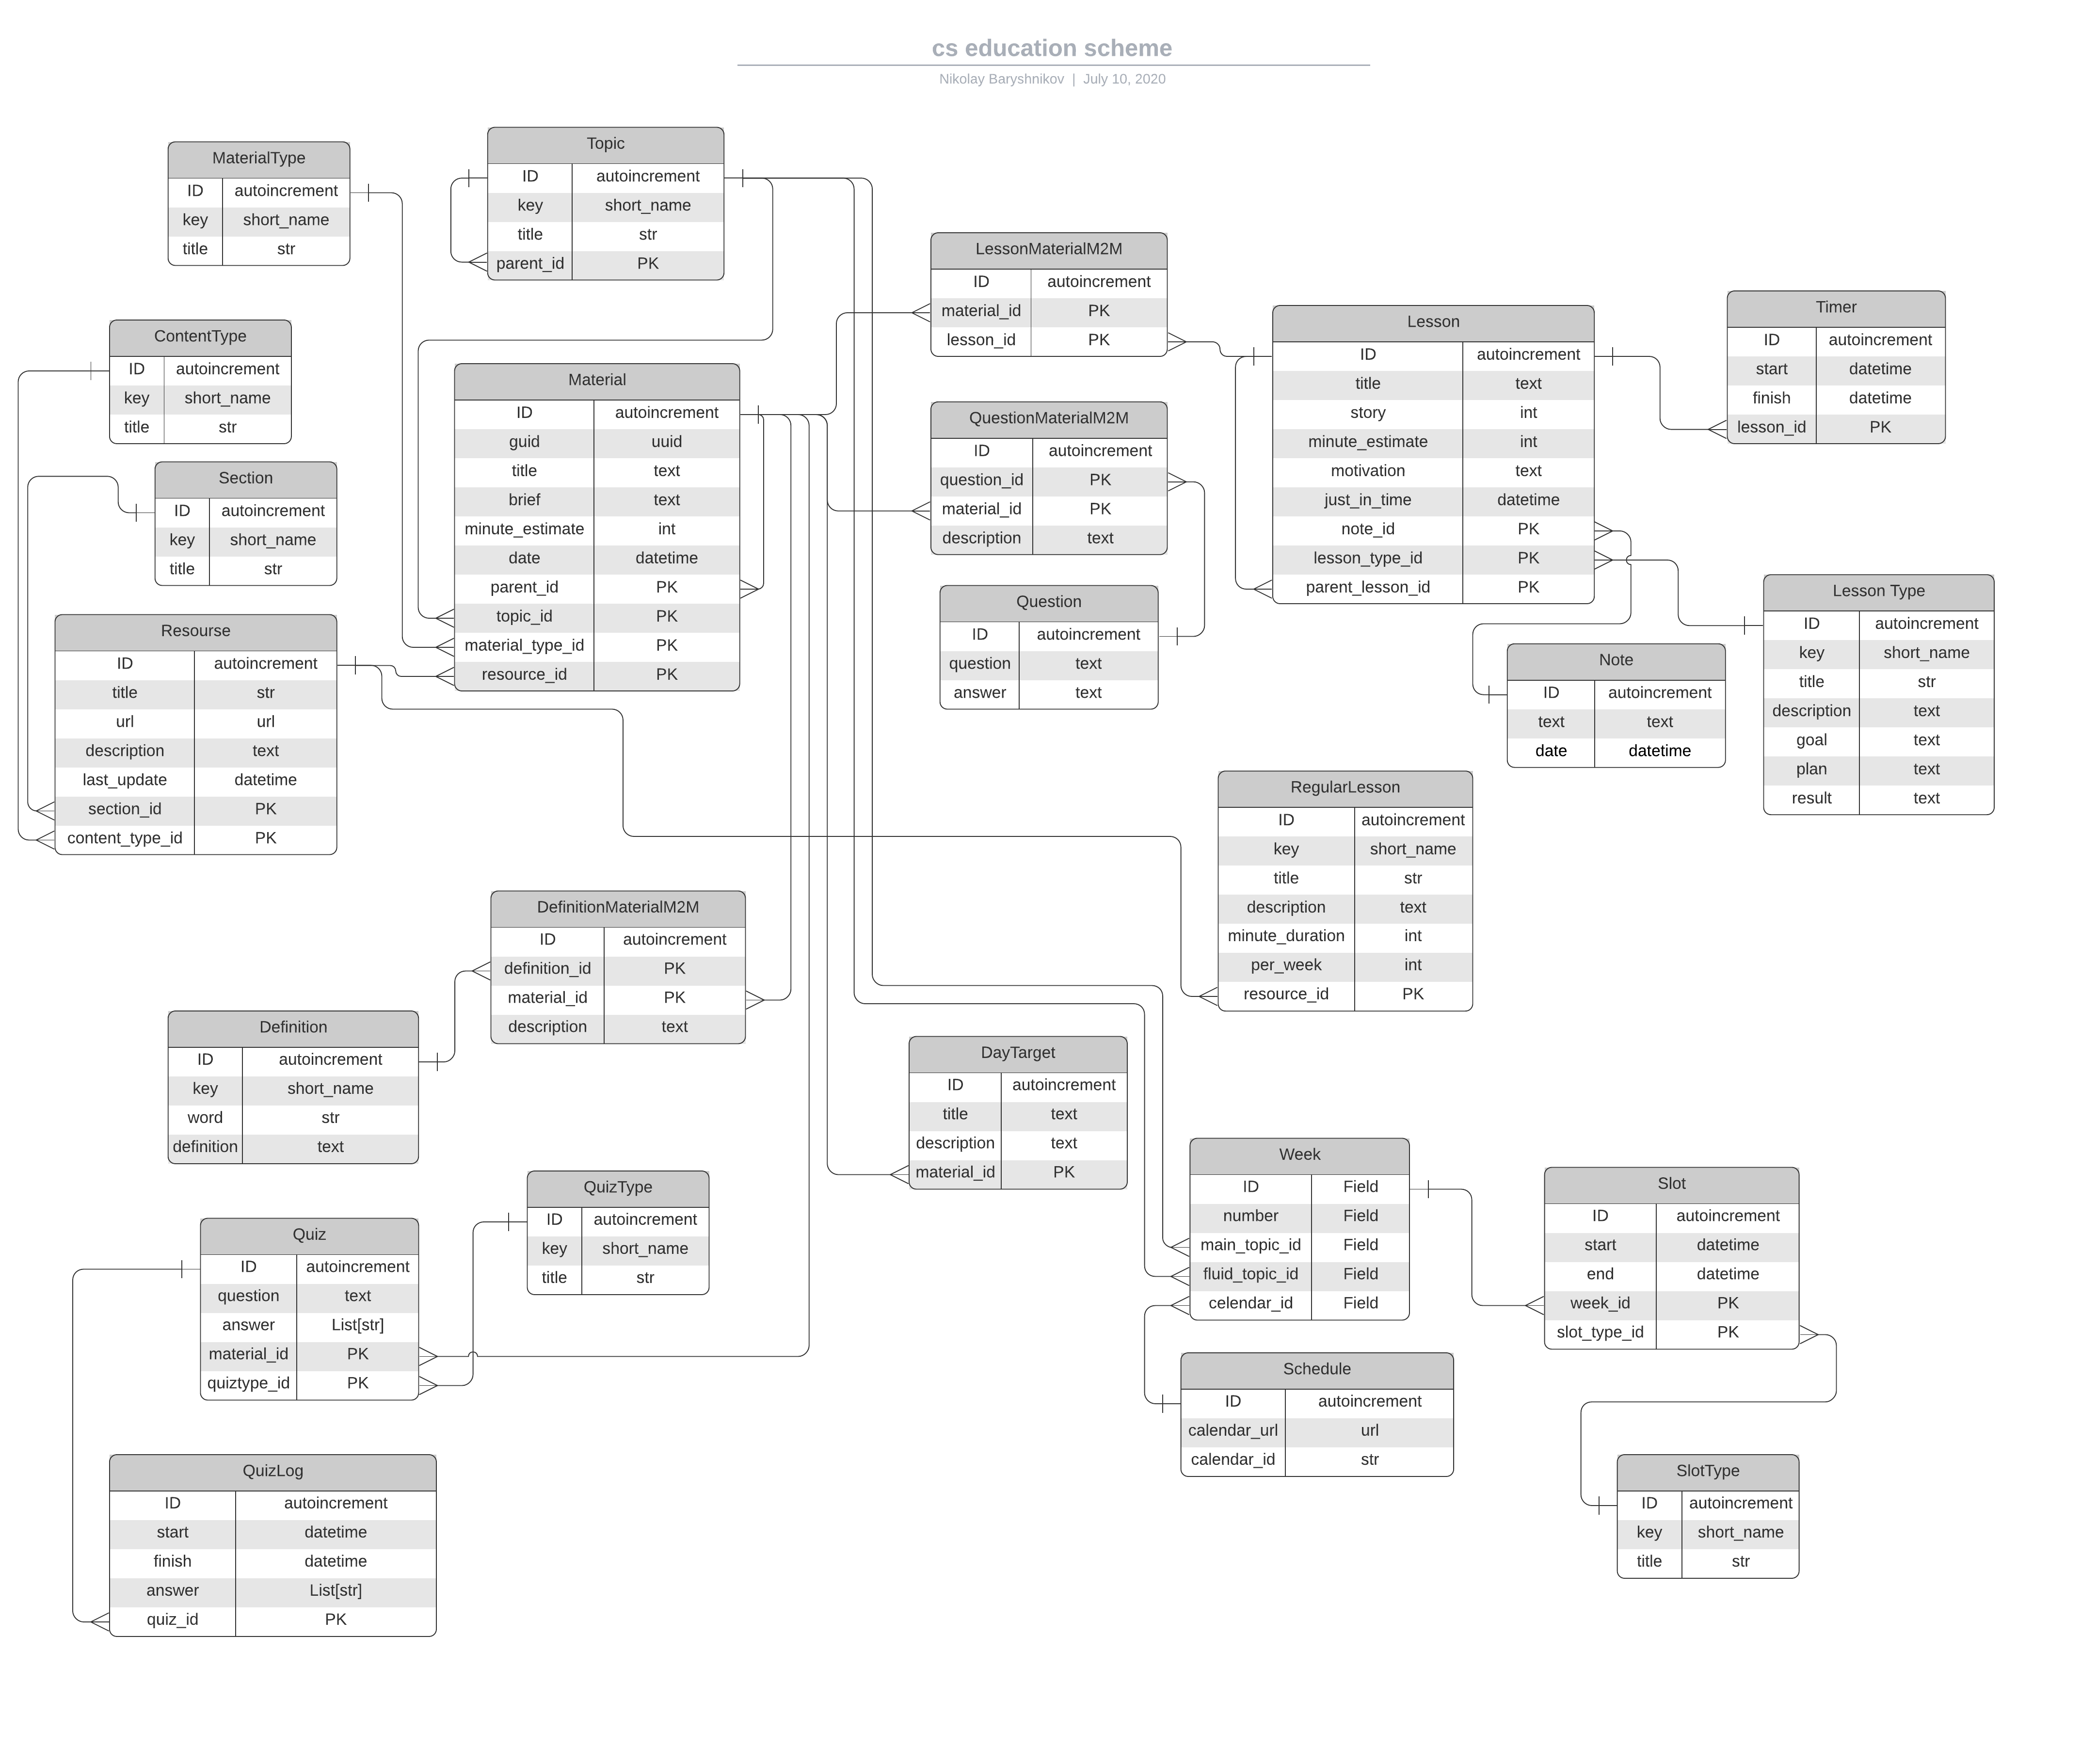 cs education scheme
Nikolay Baryshnikov | July 10, 2020
MaterialType
ID autoincrement
key short_name
title str
Topic
ID autoincrement
key short_name
title str
parent_id PK
ContentType
ID autoincrement
key short_name
title str
Section
ID autoincrement
key short_name
title str
Resourse
ID autoincrement
title str
url url
description text
last_update datetime
section_id PK
content_type_id PK
Material
ID autoincrement
guid uuid
title text
brief text
minute_estimate int
date datetime
parent_id PK
topic_id PK
material_type_id PK
resource_id PK
LessonMaterialM2M
ID autoincrement
material_id PK
lesson_id PK
QuestionMaterialM2M
ID autoincrement
question_id PK
material_id PK
description text
Question
ID autoincrement
question text
answer text
Lesson
ID autoincrement
title text
story int
minute_estimate int
motivation text
just_in_time datetime
note_id PK
lesson_type_id PK
parent_lesson_id PK
Timer
ID autoincrement
start datetime
finish datetime
lesson_id PK
Lesson Type
ID autoincrement
key short_name
title str
description text
goal text
plan text
result text
Note
ID autoincrement
text text
date datetime
RegularLesson
ID autoincrement
key short_name
title str
description text
minute_duration int
per_week int
resource_id PK
DefinitionMaterialM2M
ID autoincrement
definition_id PK
material_id PK
description text
Definition
ID autoincrement
key short_name
word str
definition text
DayTarget
ID autoincrement
title text
description text
material_id PK
QuizType
ID autoincrement
key short_name
title str
Quiz
ID autoincrement
question text
answer List[str]
material_id PK
quiztype_id PK
QuizLog
ID autoincrement
start datetime
finish datetime
answer List[str]
quiz_id PK
Week
ID Field
number Field
main_topic_id Field
fluid_topic_id Field
celendar_id Field
Slot
ID autoincrement
start datetime
end datetime
week_id PK
slot_type_id PK
Schedule
ID autoincrement
calendar_url url
calendar_id str
SlotType
ID autoincrement
key short_name
title str